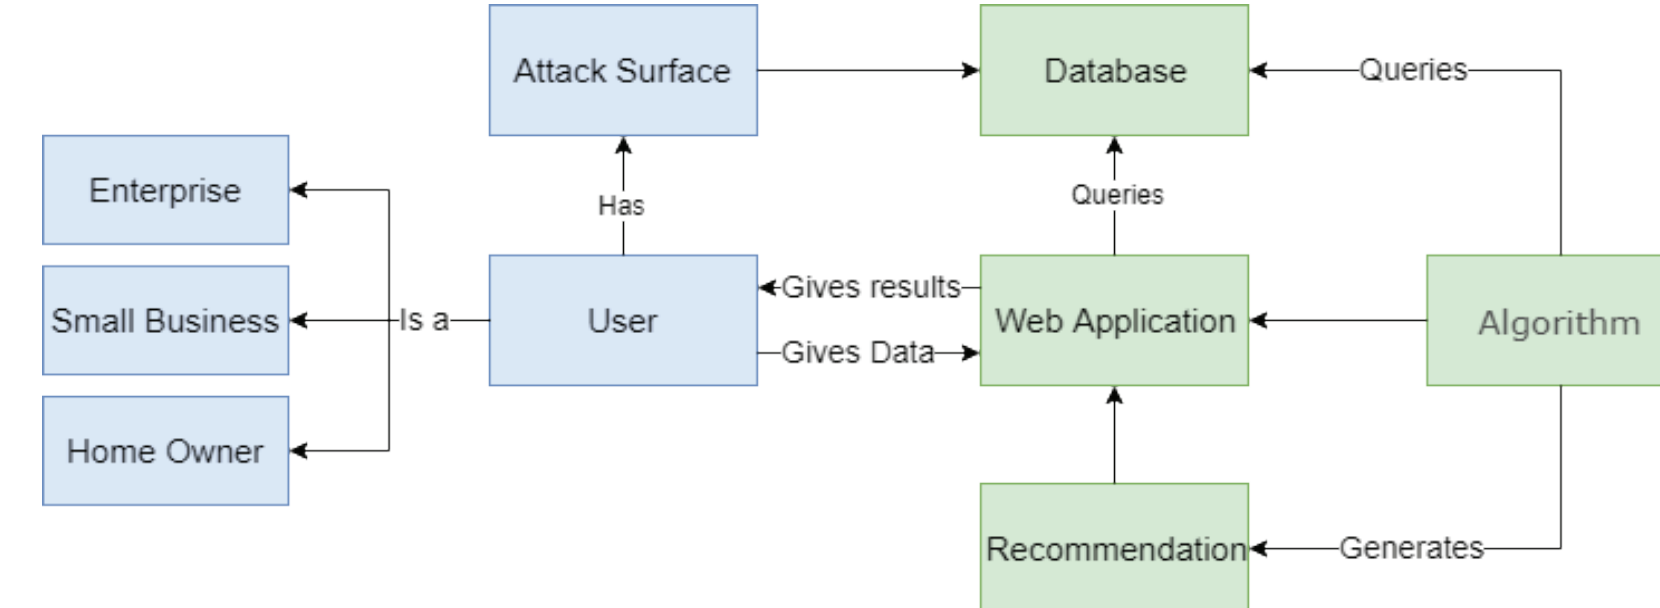 Attack Surface
Database
Queries
Enterprise
Has
Queries
Small Business
Is a
User
Gives results
Gives Data
Web Application
Algorithm
Home Owner
Recommendation
Generates